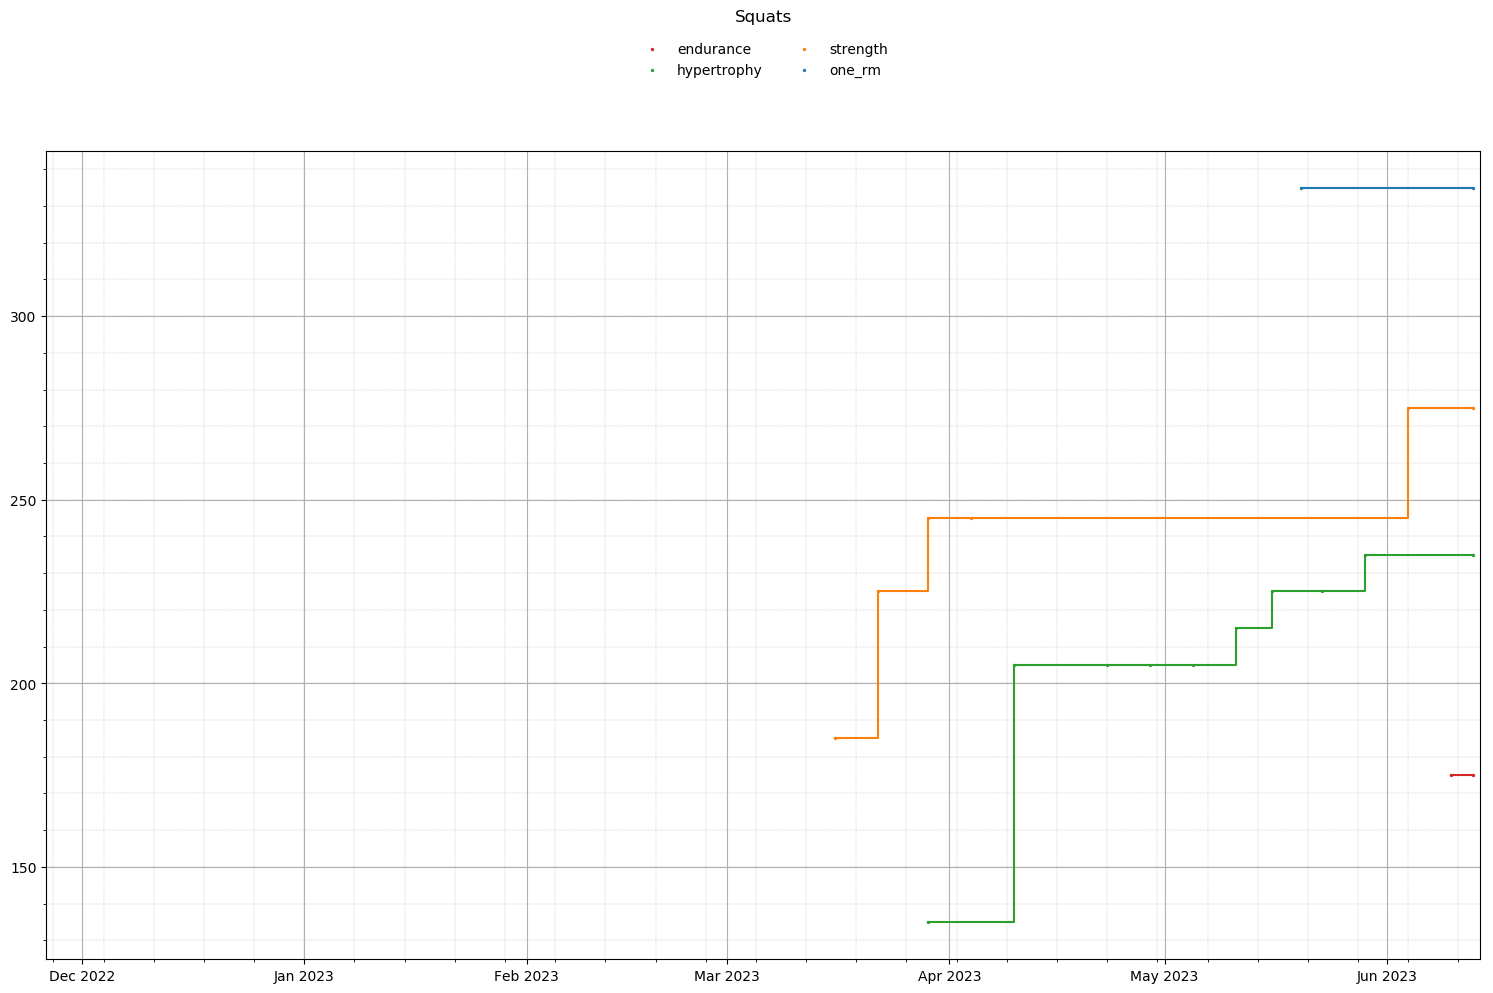 Squats
endurance
strength
hypertrophy
one_rm
300
250
200
150
Dec 2022
Jan 2023
Feb 2023
Mar 2023
Apr 2023
May 2023
Jun 2023